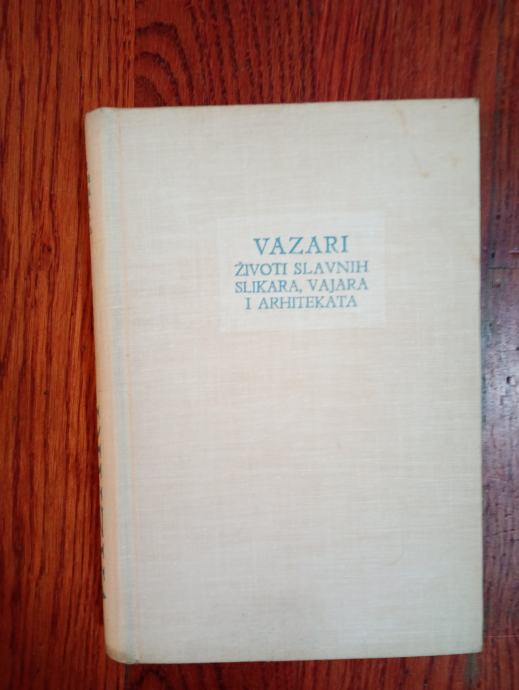 VAZARI
ŽIVOTI SLAVNIH
SLIKARA, VAJARA
I ARHITEKATA